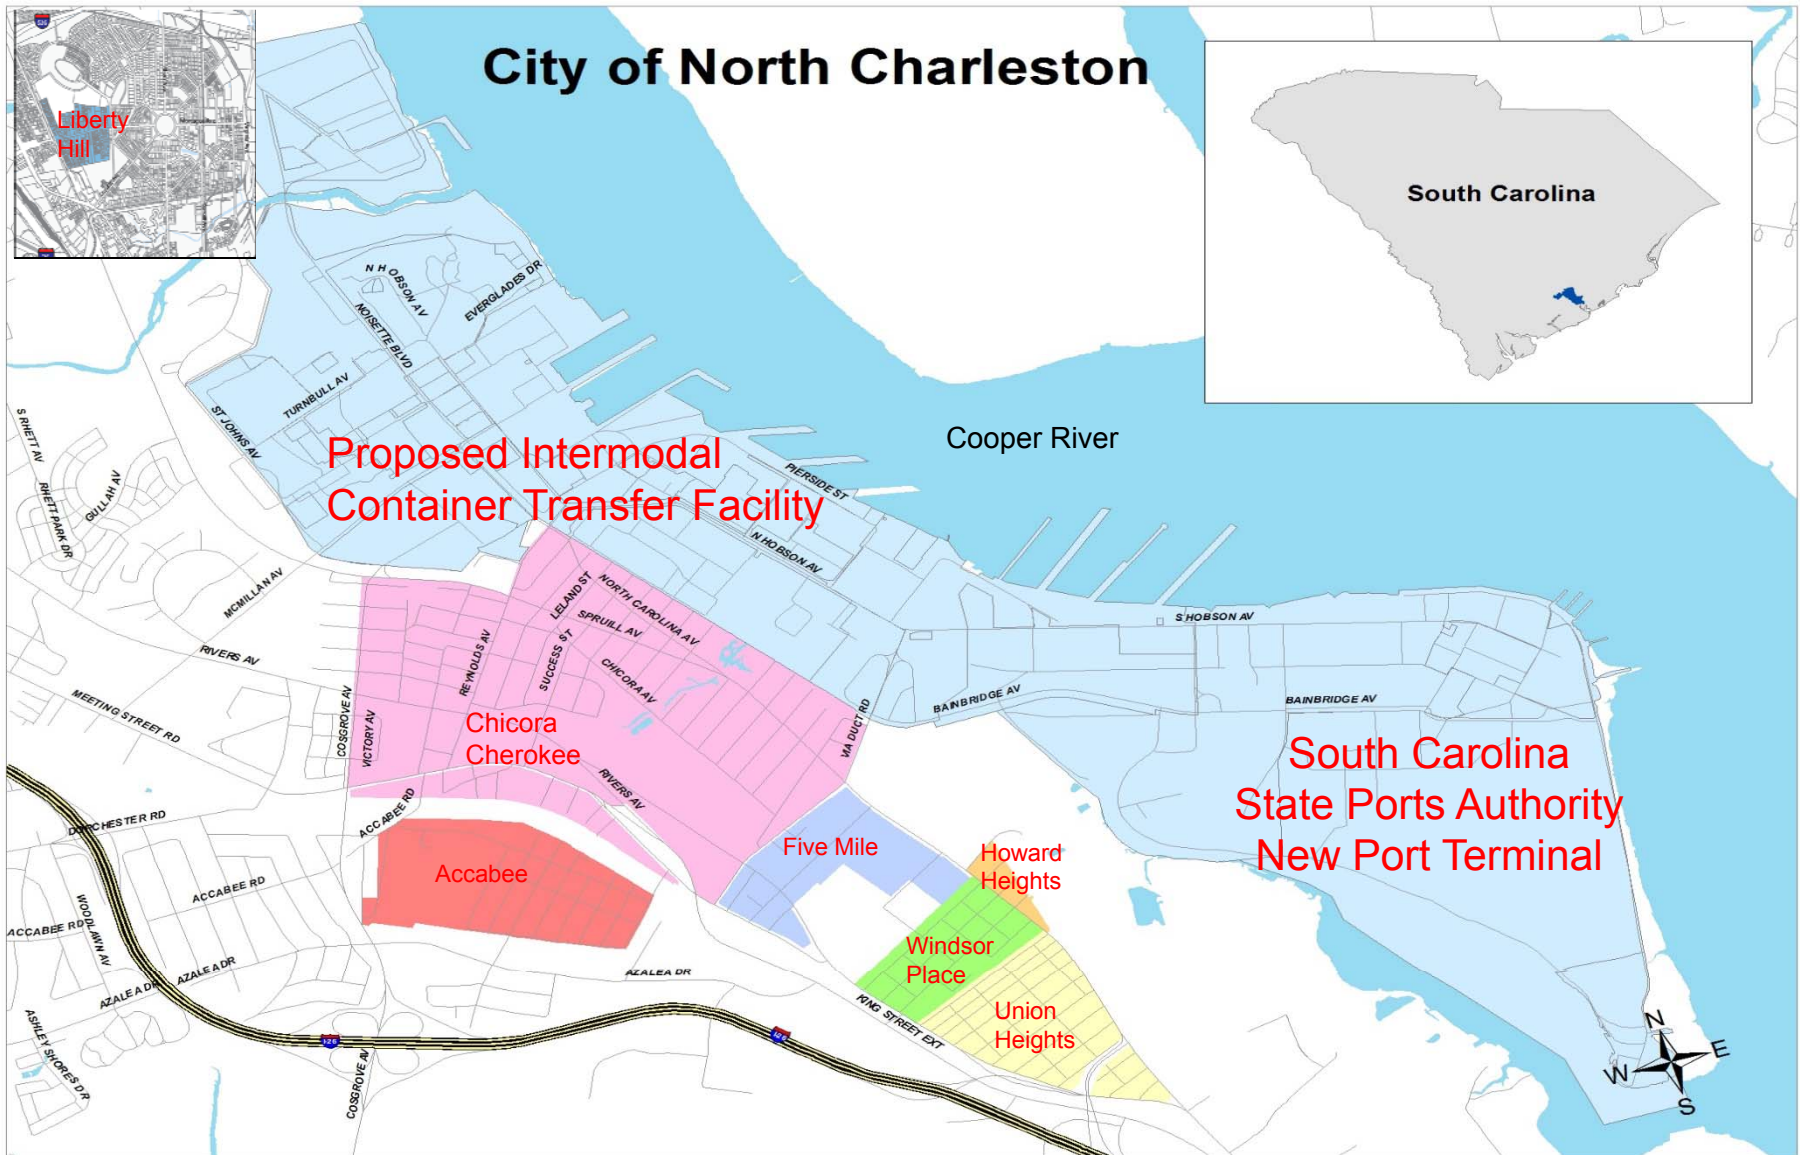 City of North Charleston
Liberty
Hill
South Carolina
N HOBSON AV
EVERGLADES DR
NOISETTE BLVD
TURNBULL AV
ST JOHNS AV
Cooper River
Proposed Intermodal
Container Transfer Facility
PIERSIDE ST
N HOBSON AV
S RHETT AV
GULLAH AV
RHETT PARK DR
MCMILLAN AV
LELAND ST
NORTH CAROLINA AV
SPRUILL AV
S HOBSON AV
RIVERS AV
REYNOLDS AV
SUCCESS ST
CHICORA AV
MEETING STREET RD
COSGROVE AV
VICTORY AV
Chicora
Cherokee
VIADUCT RD
BAINBRIDGE AV
BAINBRIDGE AV
South Carolina
State Ports Authority
New Port Terminal
RIVERS AV
DORCHESTER RD
ACCABEE RD
Five Mile
Howard
Heights
Accabee
ACCABEE RD
WOODLAWN AV
ACCABEE RD
Windsor
Place
AZALEA DR
AZALEA DR
AZALEA DR
KING STREET EXT
Union
Heights
ASHLEY SHORES DR
COSGROVE AV
I-26
I-26
N
E
W
S